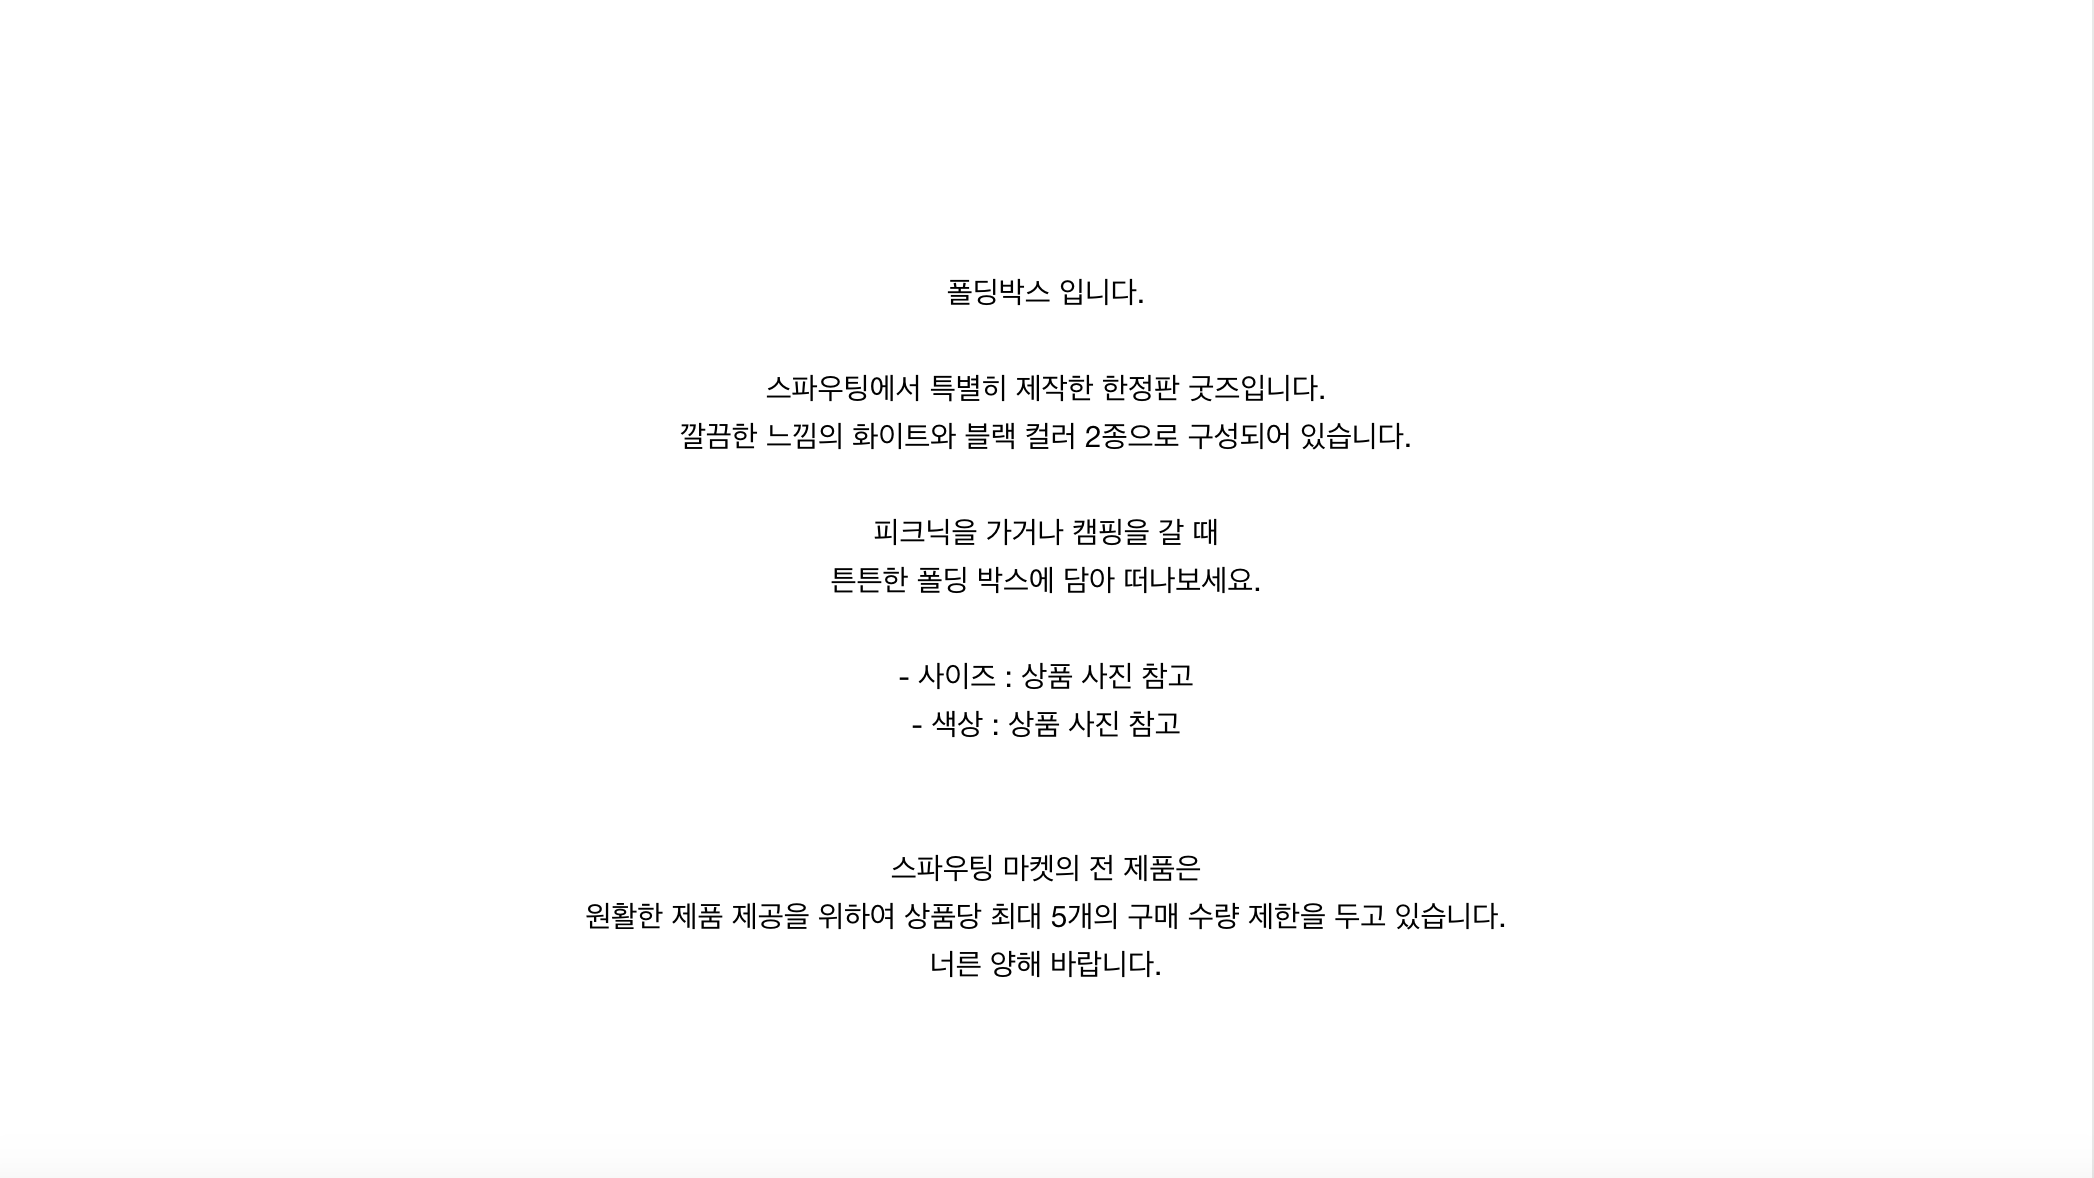 폴딩박스 입니다.
스파우팅에서 특별히 제작한 한정판 굿즈입니다.
깔끔한 느낌의 화이트와 블랙 컬러 2종으로 구성되어 있습니다.
피크닉을 가거나 캠핑을 갈 때
튼튼한 폴딩 박스에 담아 떠나보세요.
- 사이즈 : 상품 사진 참고
- 색상 : 상품 사진 참고
스파우팅 마켓의 전 제품은
원활한 제품 제공을 위하여 상품당 최대 5개의 구매 수량 제한을 두고 있습니다.
너른 양해 바랍니다.